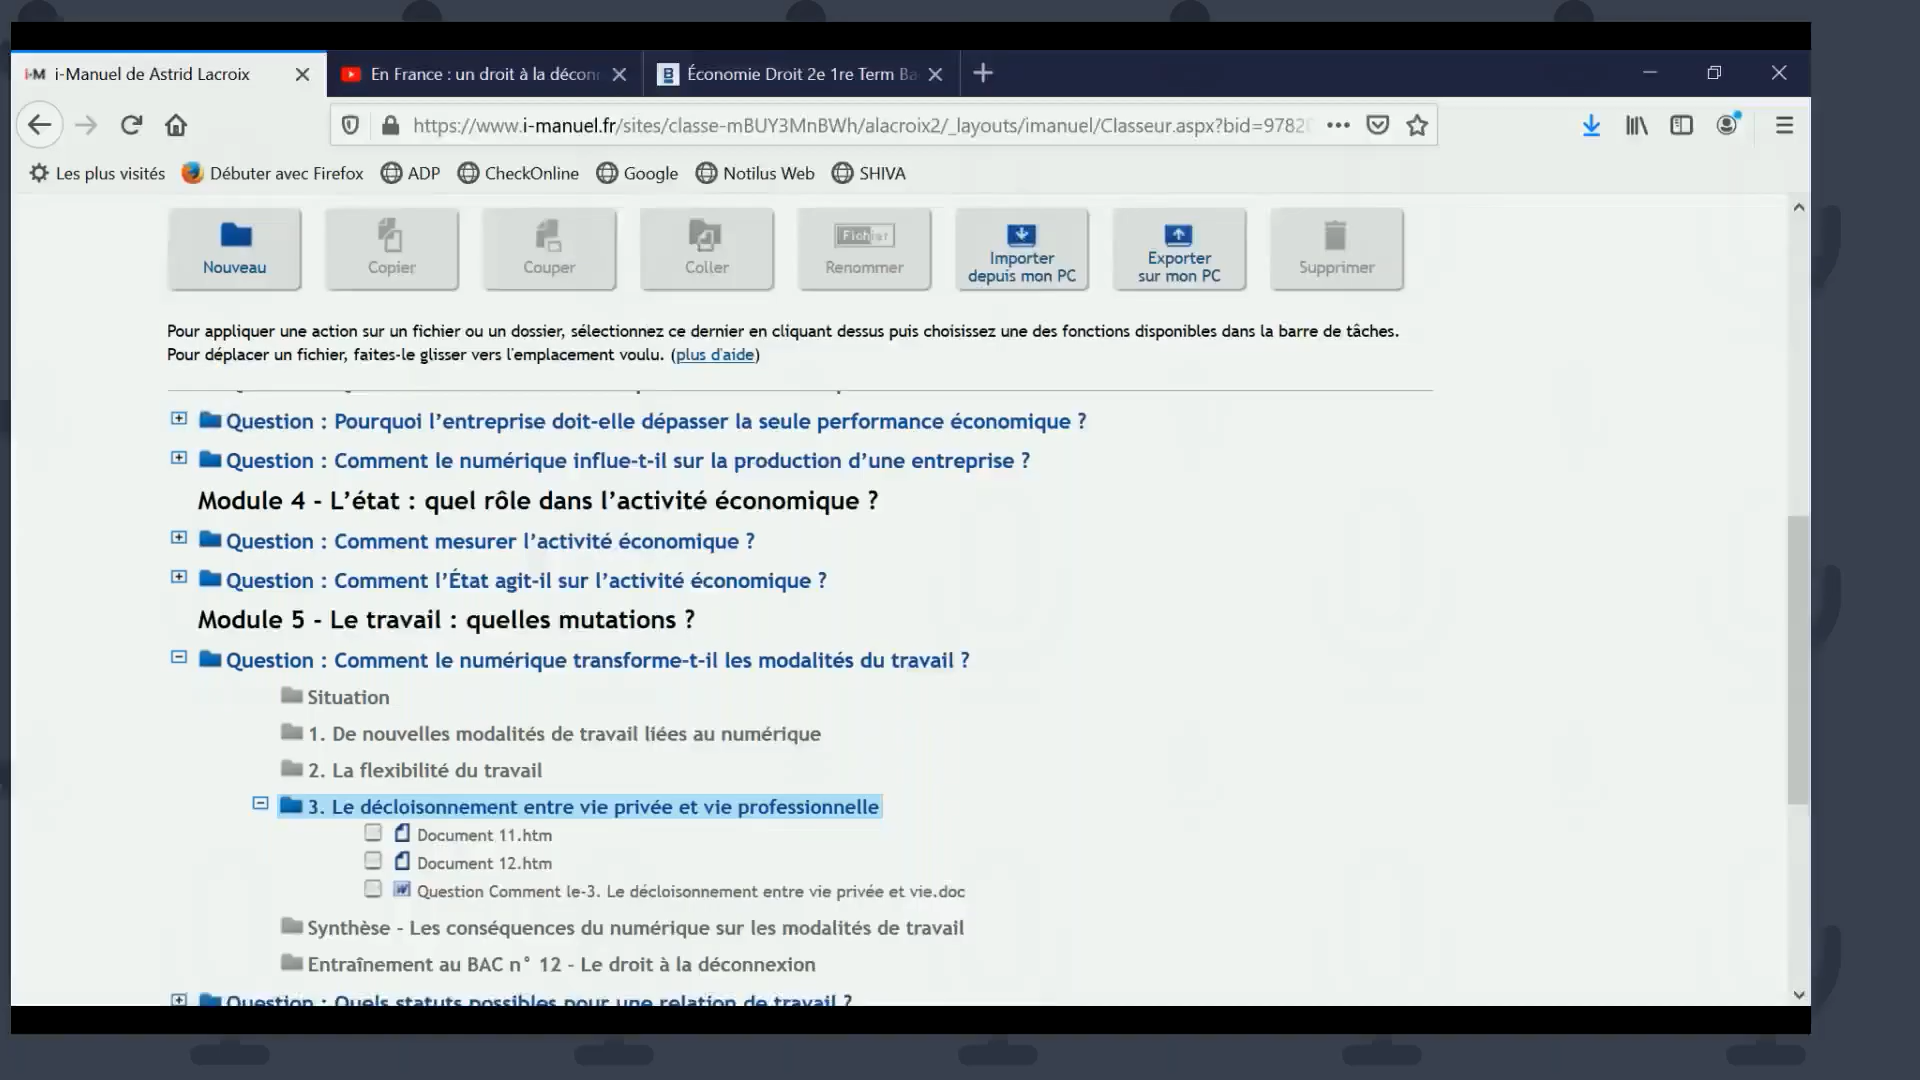 i-Manuel de Astrid Lacroix
En France : un droit à la décon
Économie Droit 2e 1re Term Ba
https://www.i-manuel.fr/sites/classe-mBUY3MnBWh/alacroix2/_layouts/imanuel/Classeur.aspx?bid=9782
Les plus visités
Débuter avec Firefox
ADP
CheckOnline
Google
Notilus Web
SHIVA
Nouveau
Copier
Couper
Coller
Fichier
Renommer
Importer
depuis mon PC
Exporter
sur mon PC
Supprimer
Pour appliquer une action sur un fichier ou un dossier, sélectionnez ce dernier en cliquant dessus puis choisissez une des fonctions disponibles dans la barre de tâches.
Pour déplacer un fichier, faites-le glisser vers l'emplacement voulu. (plus d'aide)
Question : Pourquoi l’entreprise doit-elle dépasser la seule performance économique ?
Question : Comment le numérique influe-t-il sur la production d’une entreprise ?
Module 4 - L’état : quel rôle dans l’activité économique ?
Question : Comment mesurer l’activité économique ?
Question : Comment l’État agit-il sur l’activité économique ?
Module 5 - Le travail : quelles mutations ?
Question : Comment le numérique transforme-t-il les modalités du travail ?
Situation
1. De nouvelles modalités de travail liées au numérique
2. La flexibilité du travail
3. Le décloisonnement entre vie privée et vie professionnelle
Document 11.htm
Document 12.htm
Question Comment le-3. Le décloisonnement entre vie privée et vie.doc
Synthèse - Les conséquences du numérique sur les modalités de travail
Entraînement au BAC n° 12 - Le droit à la déconnexion
Question : Quels statuts possibles pour une relation de travail ?